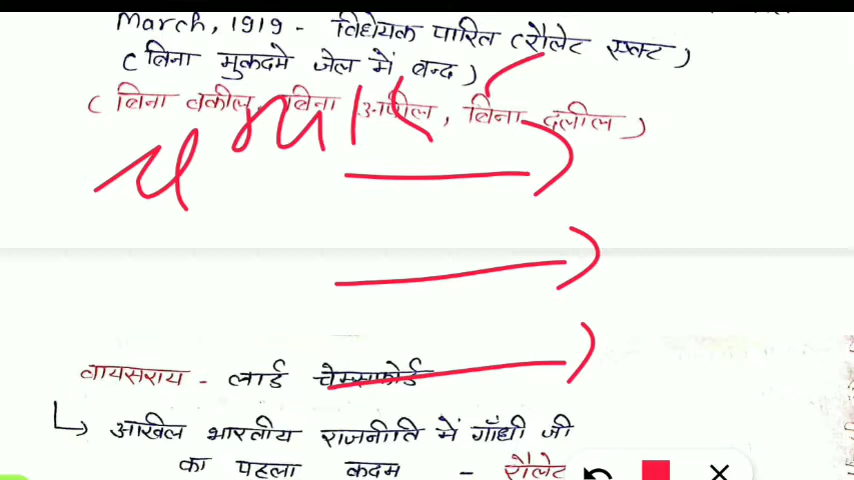 March, 1919 - विधेयक पारित (रौलेट एक्ट)
(बिना मुकदमे जेल में बन्द)
(बिना वकील, बिना अपील, बिना दलील)
वायसराय - लार्ड चेम्सफोर्ड
आखिल भारतीय राजनीति में गाँधी जी
का पहला कदम - रौलेट